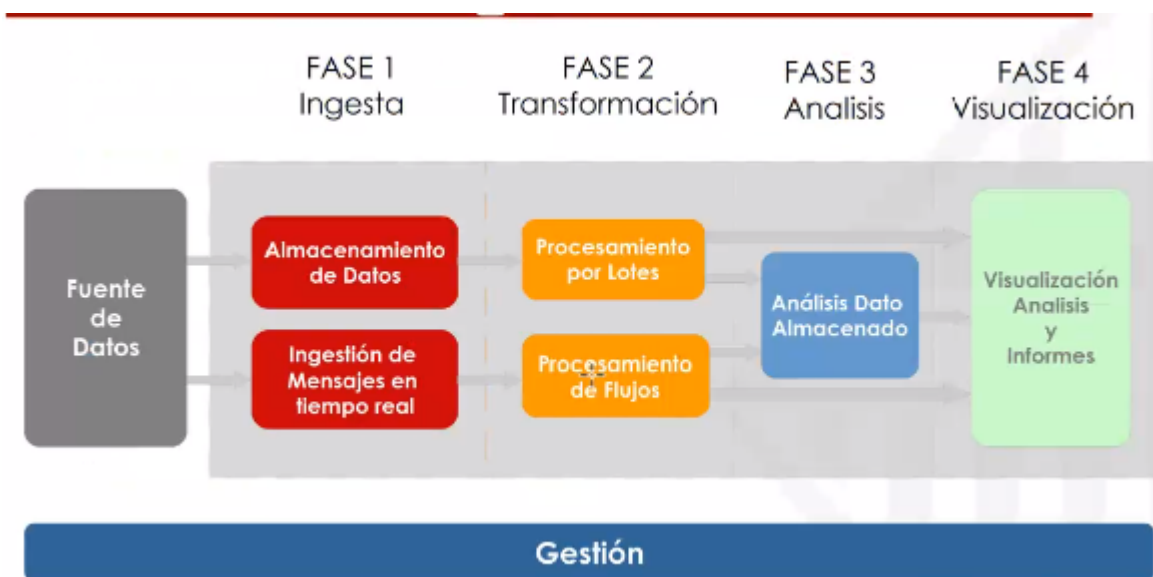 FASE 1
Ingesta
FASE 2
Transformación
FASE 3
Analisis
FASE 4
Visualización
Fuente
de
Datos
Almacenamiento
de Datos
Ingestión de
Mensajes en
tiempo real
Procesamiento
por Lotes
Procesamiento
de Flujos
Análisis Dato
Almacenado
Visualización
Analisis
y
Informes
Gestión